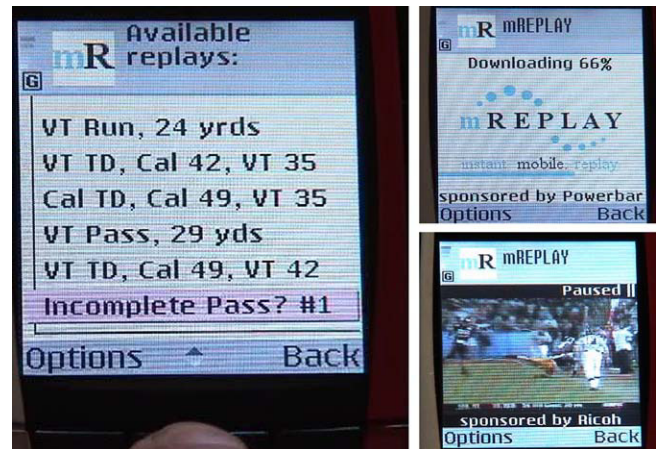 mR
Available
replays:
G
VT Run, 24 yrds
VT TD, Cal 42, VT 35
Cal TD, Cal 49, VT 35
VT Pass, 29 yds
VT TD, Cal 49, VT 42
Incomplete Pass? #1
Options
Back
mR mREPLAY
G
Downloading 66%
mREPLAY
instant mobile replay
sponsored by Powerbar
Options
Back
mR mREPLAY
G
Paused ||
sponsored by Ricoh
Options
Back